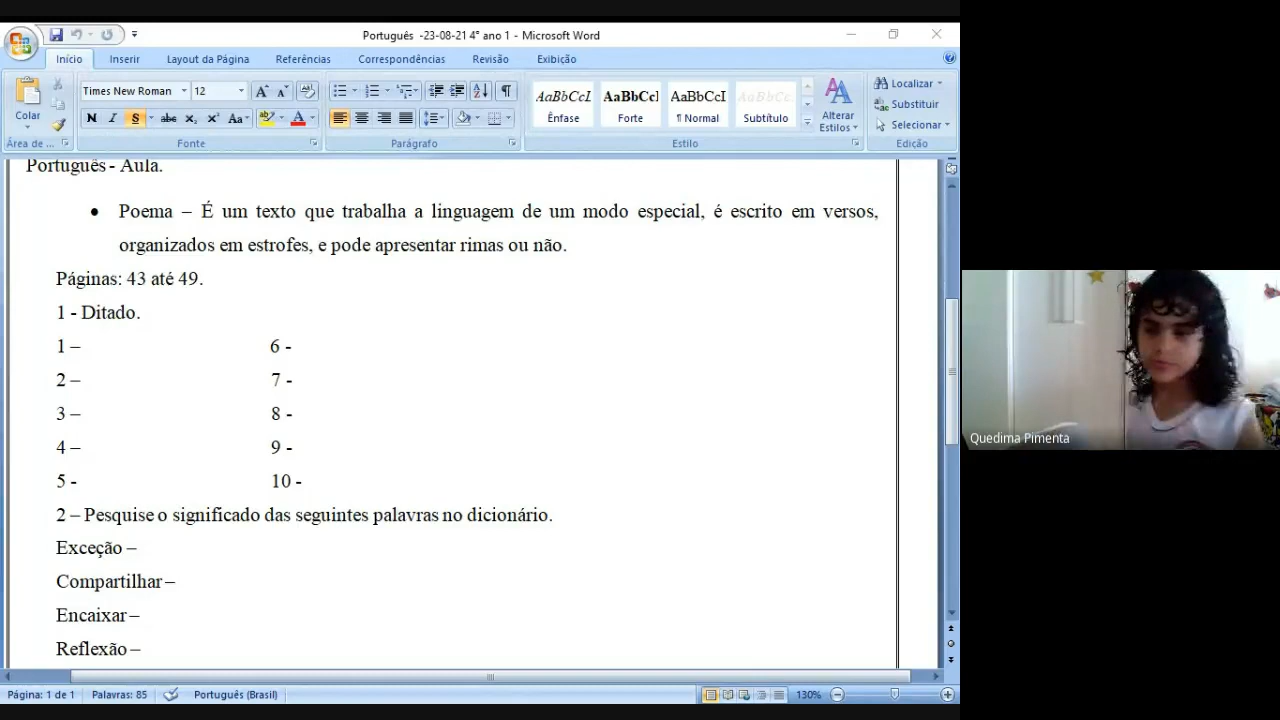 Português -23-08-21 4° ano 1 - Microsoft Word
Início Inserir Layout da Página Referências Correspondências Revisão Exibição
Times New Roman 12
AaBbCcI AaBbCcI AaBbCcI AaBbCc.
Ênfase Forte ¶ Normal Subtítulo
Colar
Alterar Estilos
Localizar
Substituir
Selecionar
Área de ... Fonte Parágrafo Estilo Edição
Português - Aula.
• Poema – É um texto que trabalha a linguagem de um modo especial, é escrito em versos,
organizados em estrofes, e pode apresentar rimas ou não.
Páginas: 43 até 49.
1 - Ditado.
1 – 6 -
2 – 7 -
3 – 8 -
4 – 9 -
5 - 10 -
2 – Pesquise o significado das seguintes palavras no dicionário.
Exceção –
Compartilhar –
Encaixar –
Reflexão –
Página: 1 de 1 Palavras: 85 Português (Brasil) 130%
Quedima Pimenta